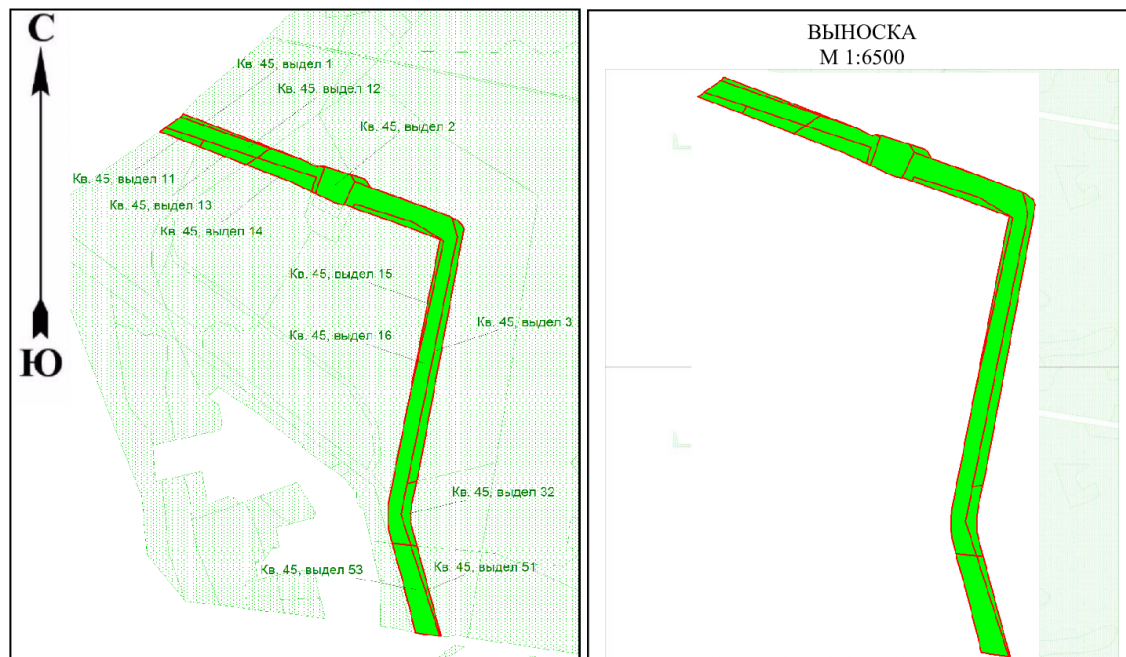 С
Ю
Кв. 45, выдел 1
Кв. 45, выдел 12
Кв. 45, выдел 2
Кв. 45, выдел 11
Кв. 45, выдел 13
Кв. 45, выдел 14
Кв. 45, выдел 15
Кв. 45, выдел 3
Кв. 45, выдел 16
Кв. 45, выдел 32
Кв. 45, выдел 53
Кв. 45, выдел 51
ВЫНОСКА
М 1:6500